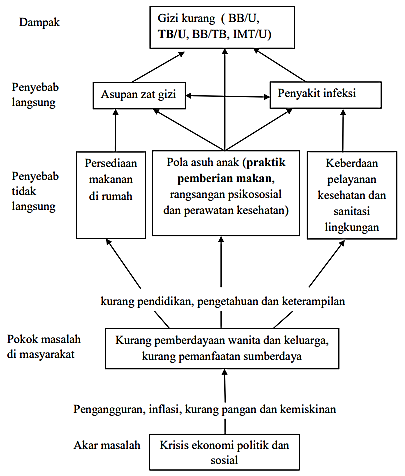 Dampak
Gizi kurang ( BB/U,
TB/U, BB/TB, IMT/U)
Penyebab
langsung
Asupan zat gizi
Penyakit infeksi
Penyebab
tidak
langsung
Persediaan
makanan
di rumah
Pola asuh anak (praktik
pemberian makan,
rangsangan psikososial
dan perawatan kesehatan)
Keberdaan
pelayanan
kesehatan dan
sanitasi
lingkungan
kurang pendidikan, pengetahuan dan keterampilan
Pokok masalah
di masyarakat
Kurang pemberdayaan wanita dan keluarga,
kurang pemanfaatan sumberdaya
Pengangguran, inflasi, kurang pangan dan kemiskinan
Akar masalah
Krisis ekonomi politik dan
sosial